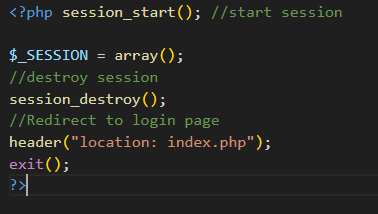 <?php session_start(); //start session
$_SESSION = array();
//destroy session
session_destroy();
//Redirect to login page
header("location: index.php");
exit();
?>